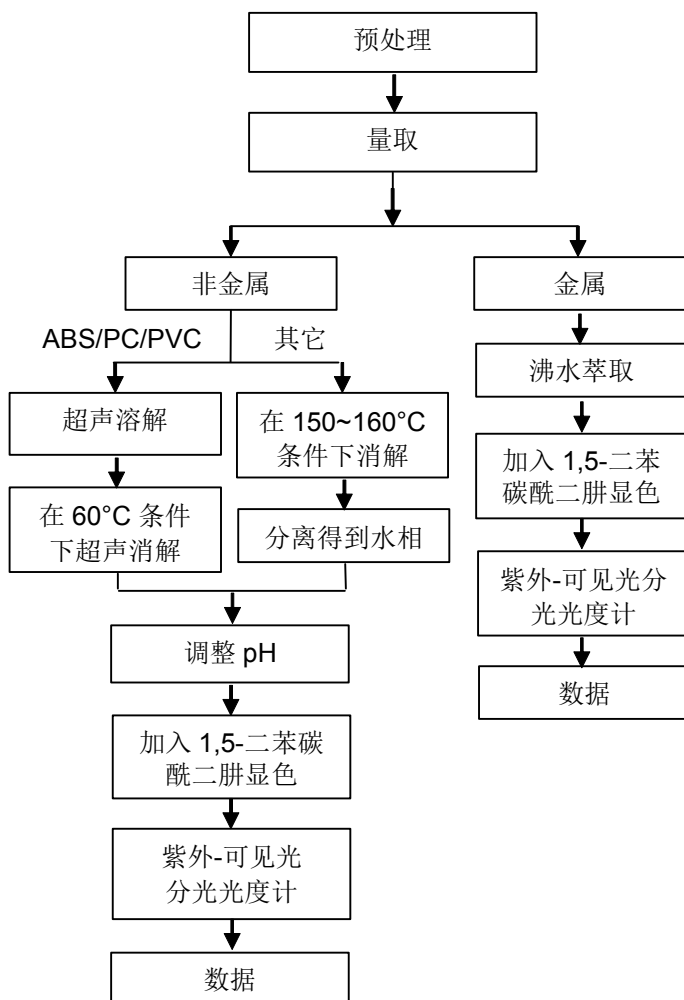 预处理
量取
非金属
金属
ABS/PC/PVC
其它
沸水萃取
超声溶解
在 150~160°C
条件下消解
加入 1,5-二苯
碳酰二肼显色
在 60°C 条件
下超声消解
分离得到水相
紫外-可见光分
光光度计
调整 pH
数据
加入 1,5-二苯碳
酰二肼显色
紫外-可见光
分光光度计
数据